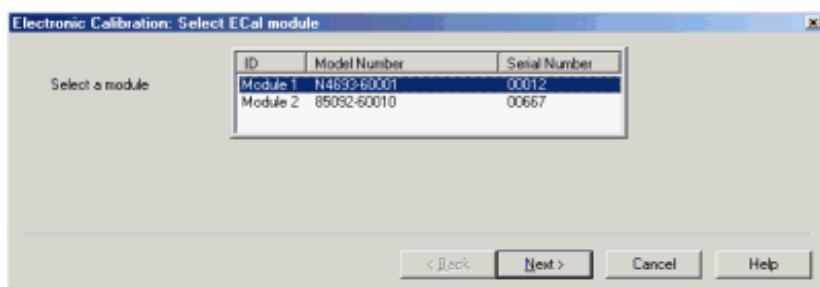 Electronic Calibration: Select ECal module
ID Model Number Serial Number
Select a module Module 1 N4693-60001 00012
Module 2 85092-60010 00667
< Back Next > Cancel Help